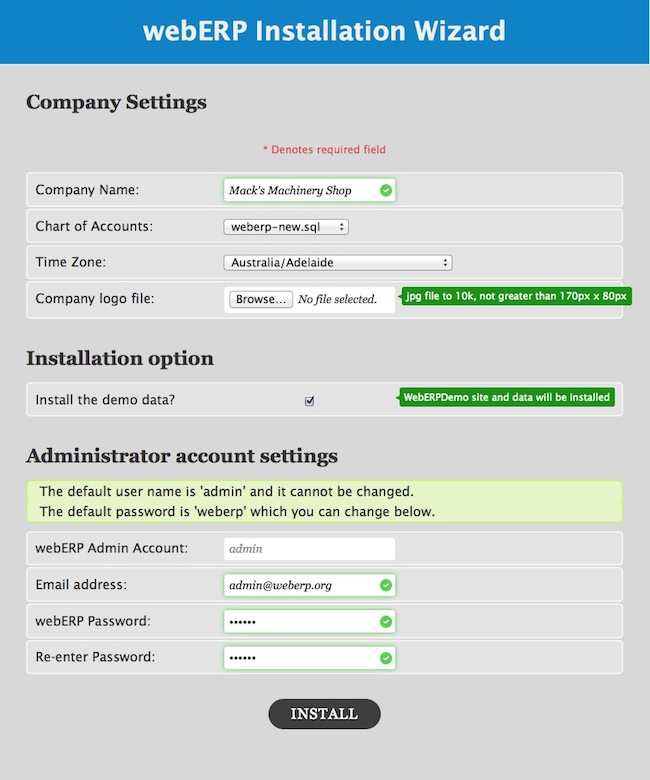 webERP Installation Wizard
Company Settings
* Denotes required field
Company Name: Mack's Machinery Shop
Chart of Accounts: weberp-new.sql
Time Zone: Australia/Adelaide
Company logo file: Browse... No file selected. jpg file to 10k, not greater than 170px x 80px
Installation option
Install the demo data? WebERPDemo site and data will be installed
Administrator account settings
The default user name is 'admin' and it cannot be changed.
The default password is 'weberp' which you can change below.
webERP Admin Account: admin
Email address: admin@weberp.org
webERP Password: ••••••
Re-enter Password: ••••••
INSTALL